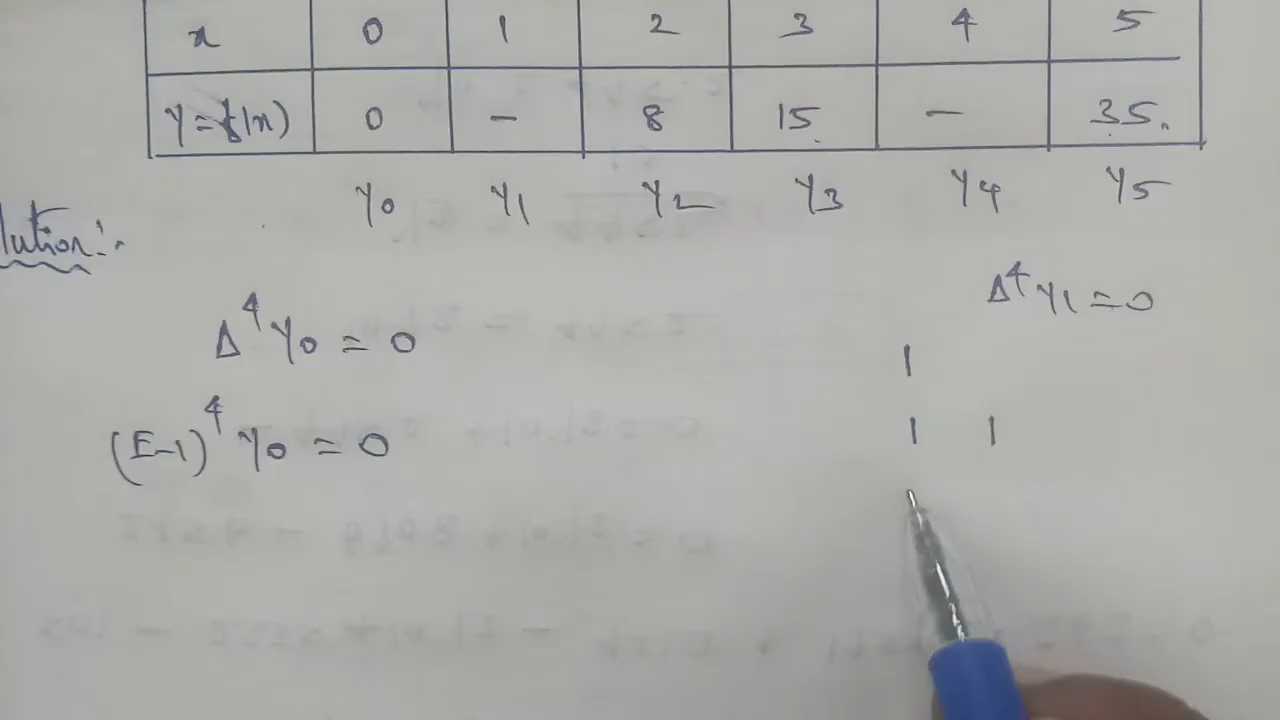 x 0 1 2 3 4 5
y=f(x) 0 - 8 15. - 35.
y0 y1 y2 y3 y4 y5
lution:-
Δ⁴y1 = 0
Δ⁴y0 = 0
1
(E-1)⁴ y0 = 0
1 1